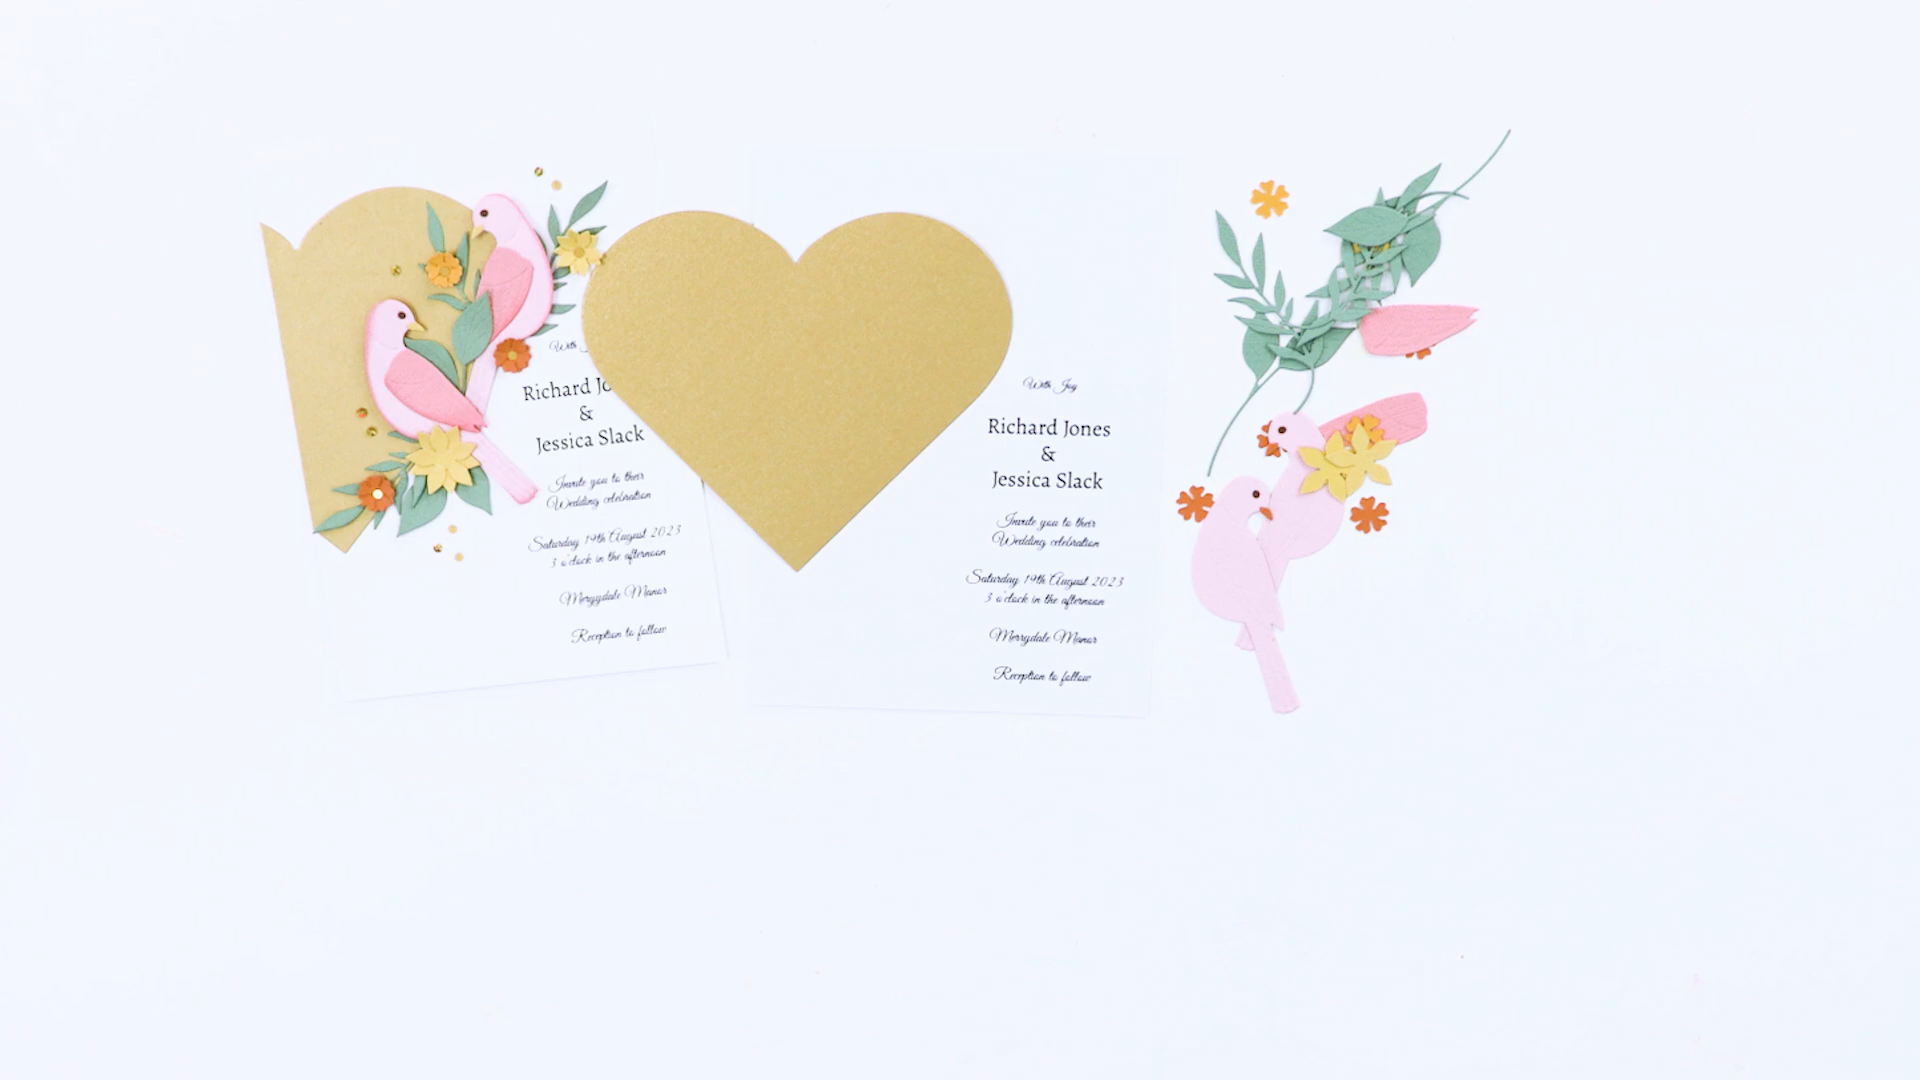 With
Richard Jo
&
Jessica Slack
Invite you to their
Wedding celebration
Saturday 19th August 2023
3 o'clock in the afternoon
Merrydale Manor
Reception to follow
With Joy
Richard Jones
&
Jessica Slack
Invite you to their
Wedding celebration
Saturday 19th August 2023
3 o'clock in the afternoon
Merrydale Manor
Reception to follow